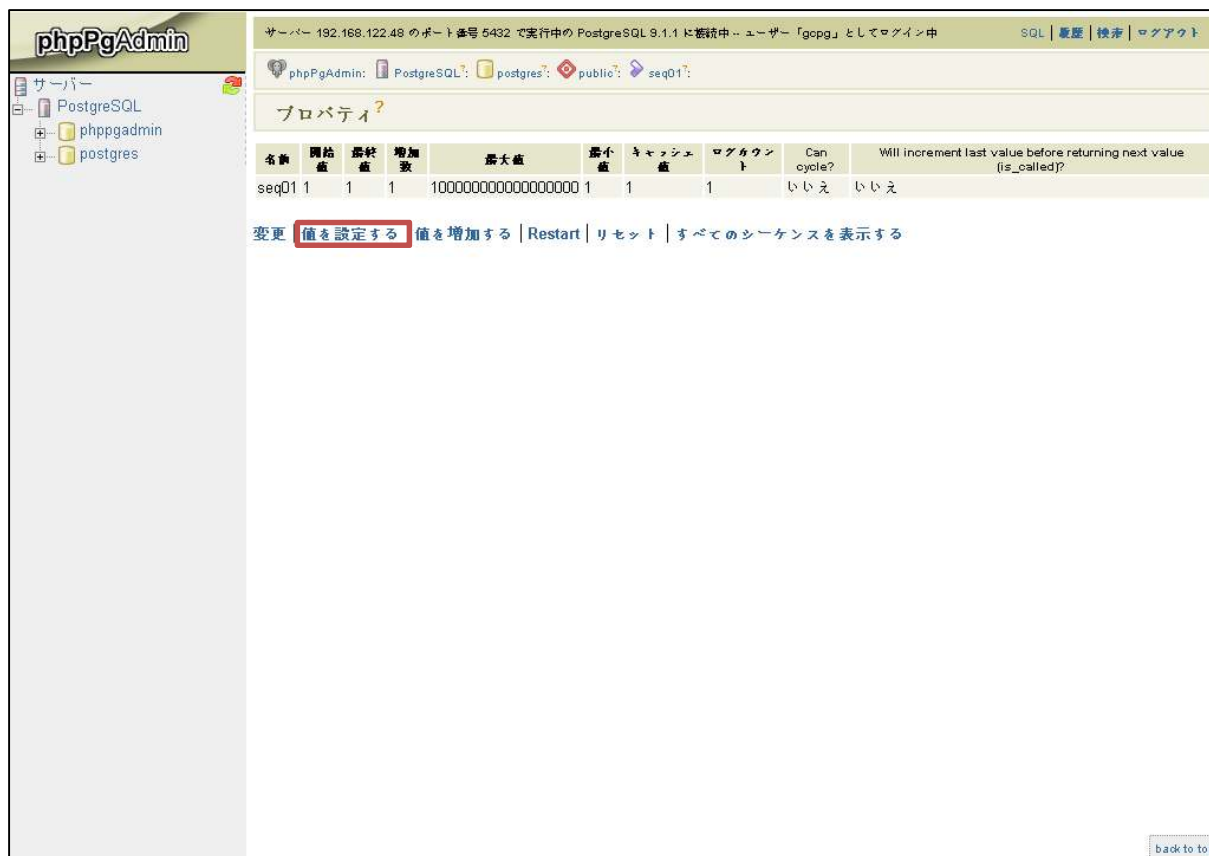 phpPgAdmin
サーバー
PostgreSQL
phppgadmin
postgres
サーバー 192.168.122.48 のポート番号 5432 で実行中の PostgreSQL 9.1.1 に接続中 -- ユーザー 「gopg」 としてログイン中
SQL | 履歴 | 検索 | ログアウト
phpPgAdmin: PostgreSQL?: postgres?: public?: seq01?:
プロパティ?
名前 開始値 最終値 増加数 最大値 最小値 キャッシュ値 ログカウント Can cycle? Will increment last value before returning next value (is_called)?
seq01 1 1 1 100000000000000000 1 1 1 いいえ いいえ
変更 | 値を設定する 値を増加する | Restart | リセット | すべてのシーケンスを表示する
back to to